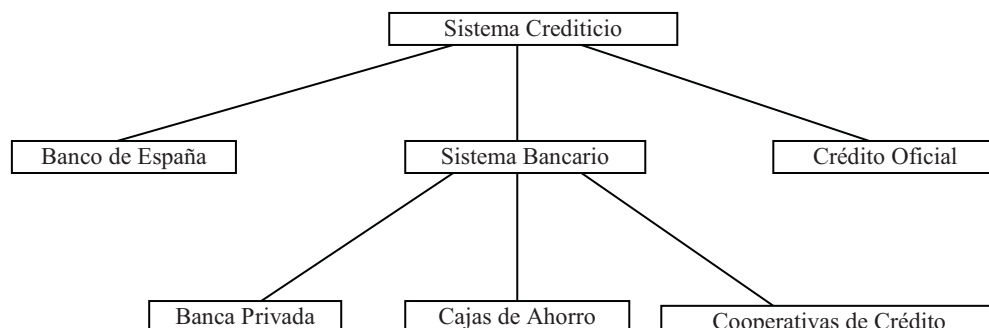 Sistema Crediticio
Banco de España
Sistema Bancario
Crédito Oficial
Banca Privada
Cajas de Ahorro
Cooperativas de Crédito